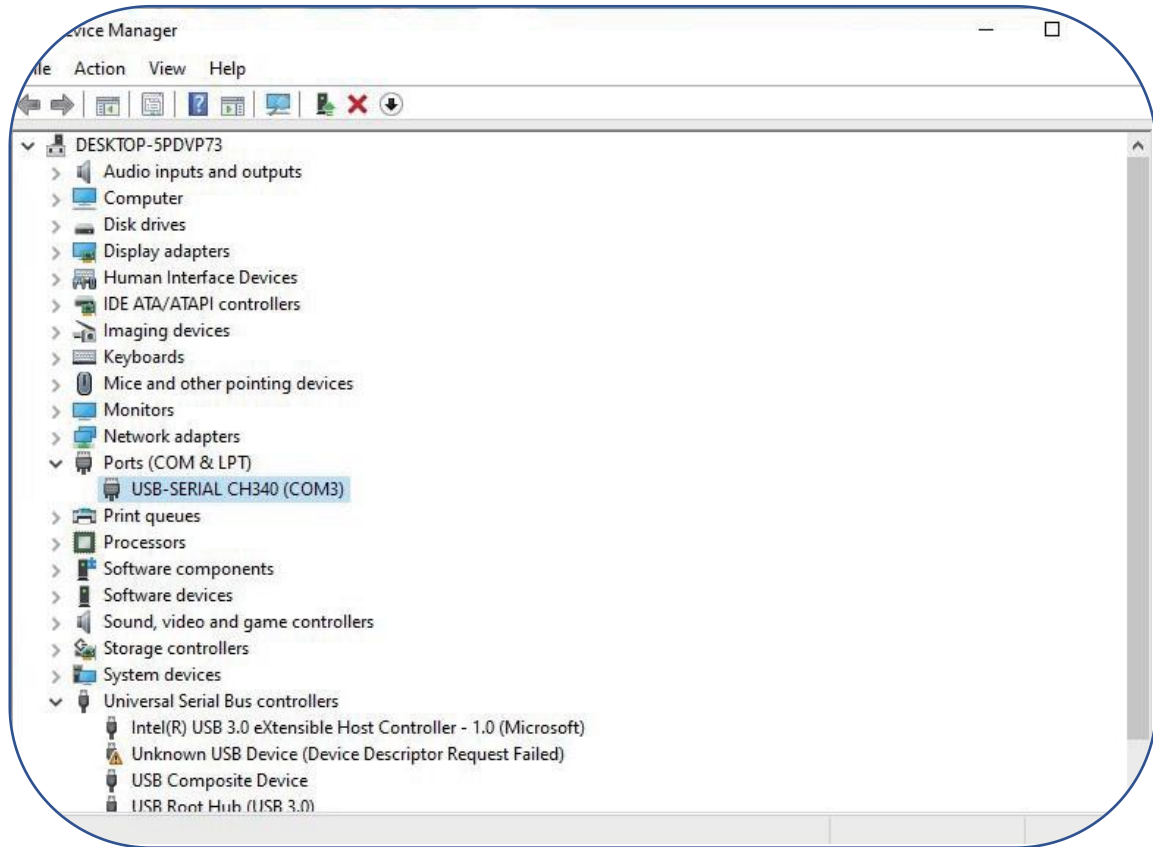 vice Manager
le Action View Help
DESKTOP-5PDVP73
Audio inputs and outputs
Computer
Disk drives
Display adapters
Human Interface Devices
IDE ATA/ATAPI controllers
Imaging devices
Keyboards
Mice and other pointing devices
Monitors
Network adapters
Ports (COM & LPT)
USB-SERIAL CH340 (COM3)
Print queues
Processors
Software components
Software devices
Sound, video and game controllers
Storage controllers
System devices
Universal Serial Bus controllers
Intel(R) USB 3.0 eXtensible Host Controller - 1.0 (Microsoft)
Unknown USB Device (Device Descriptor Request Failed)
USB Composite Device
USB Root Hub (USB 3.0)